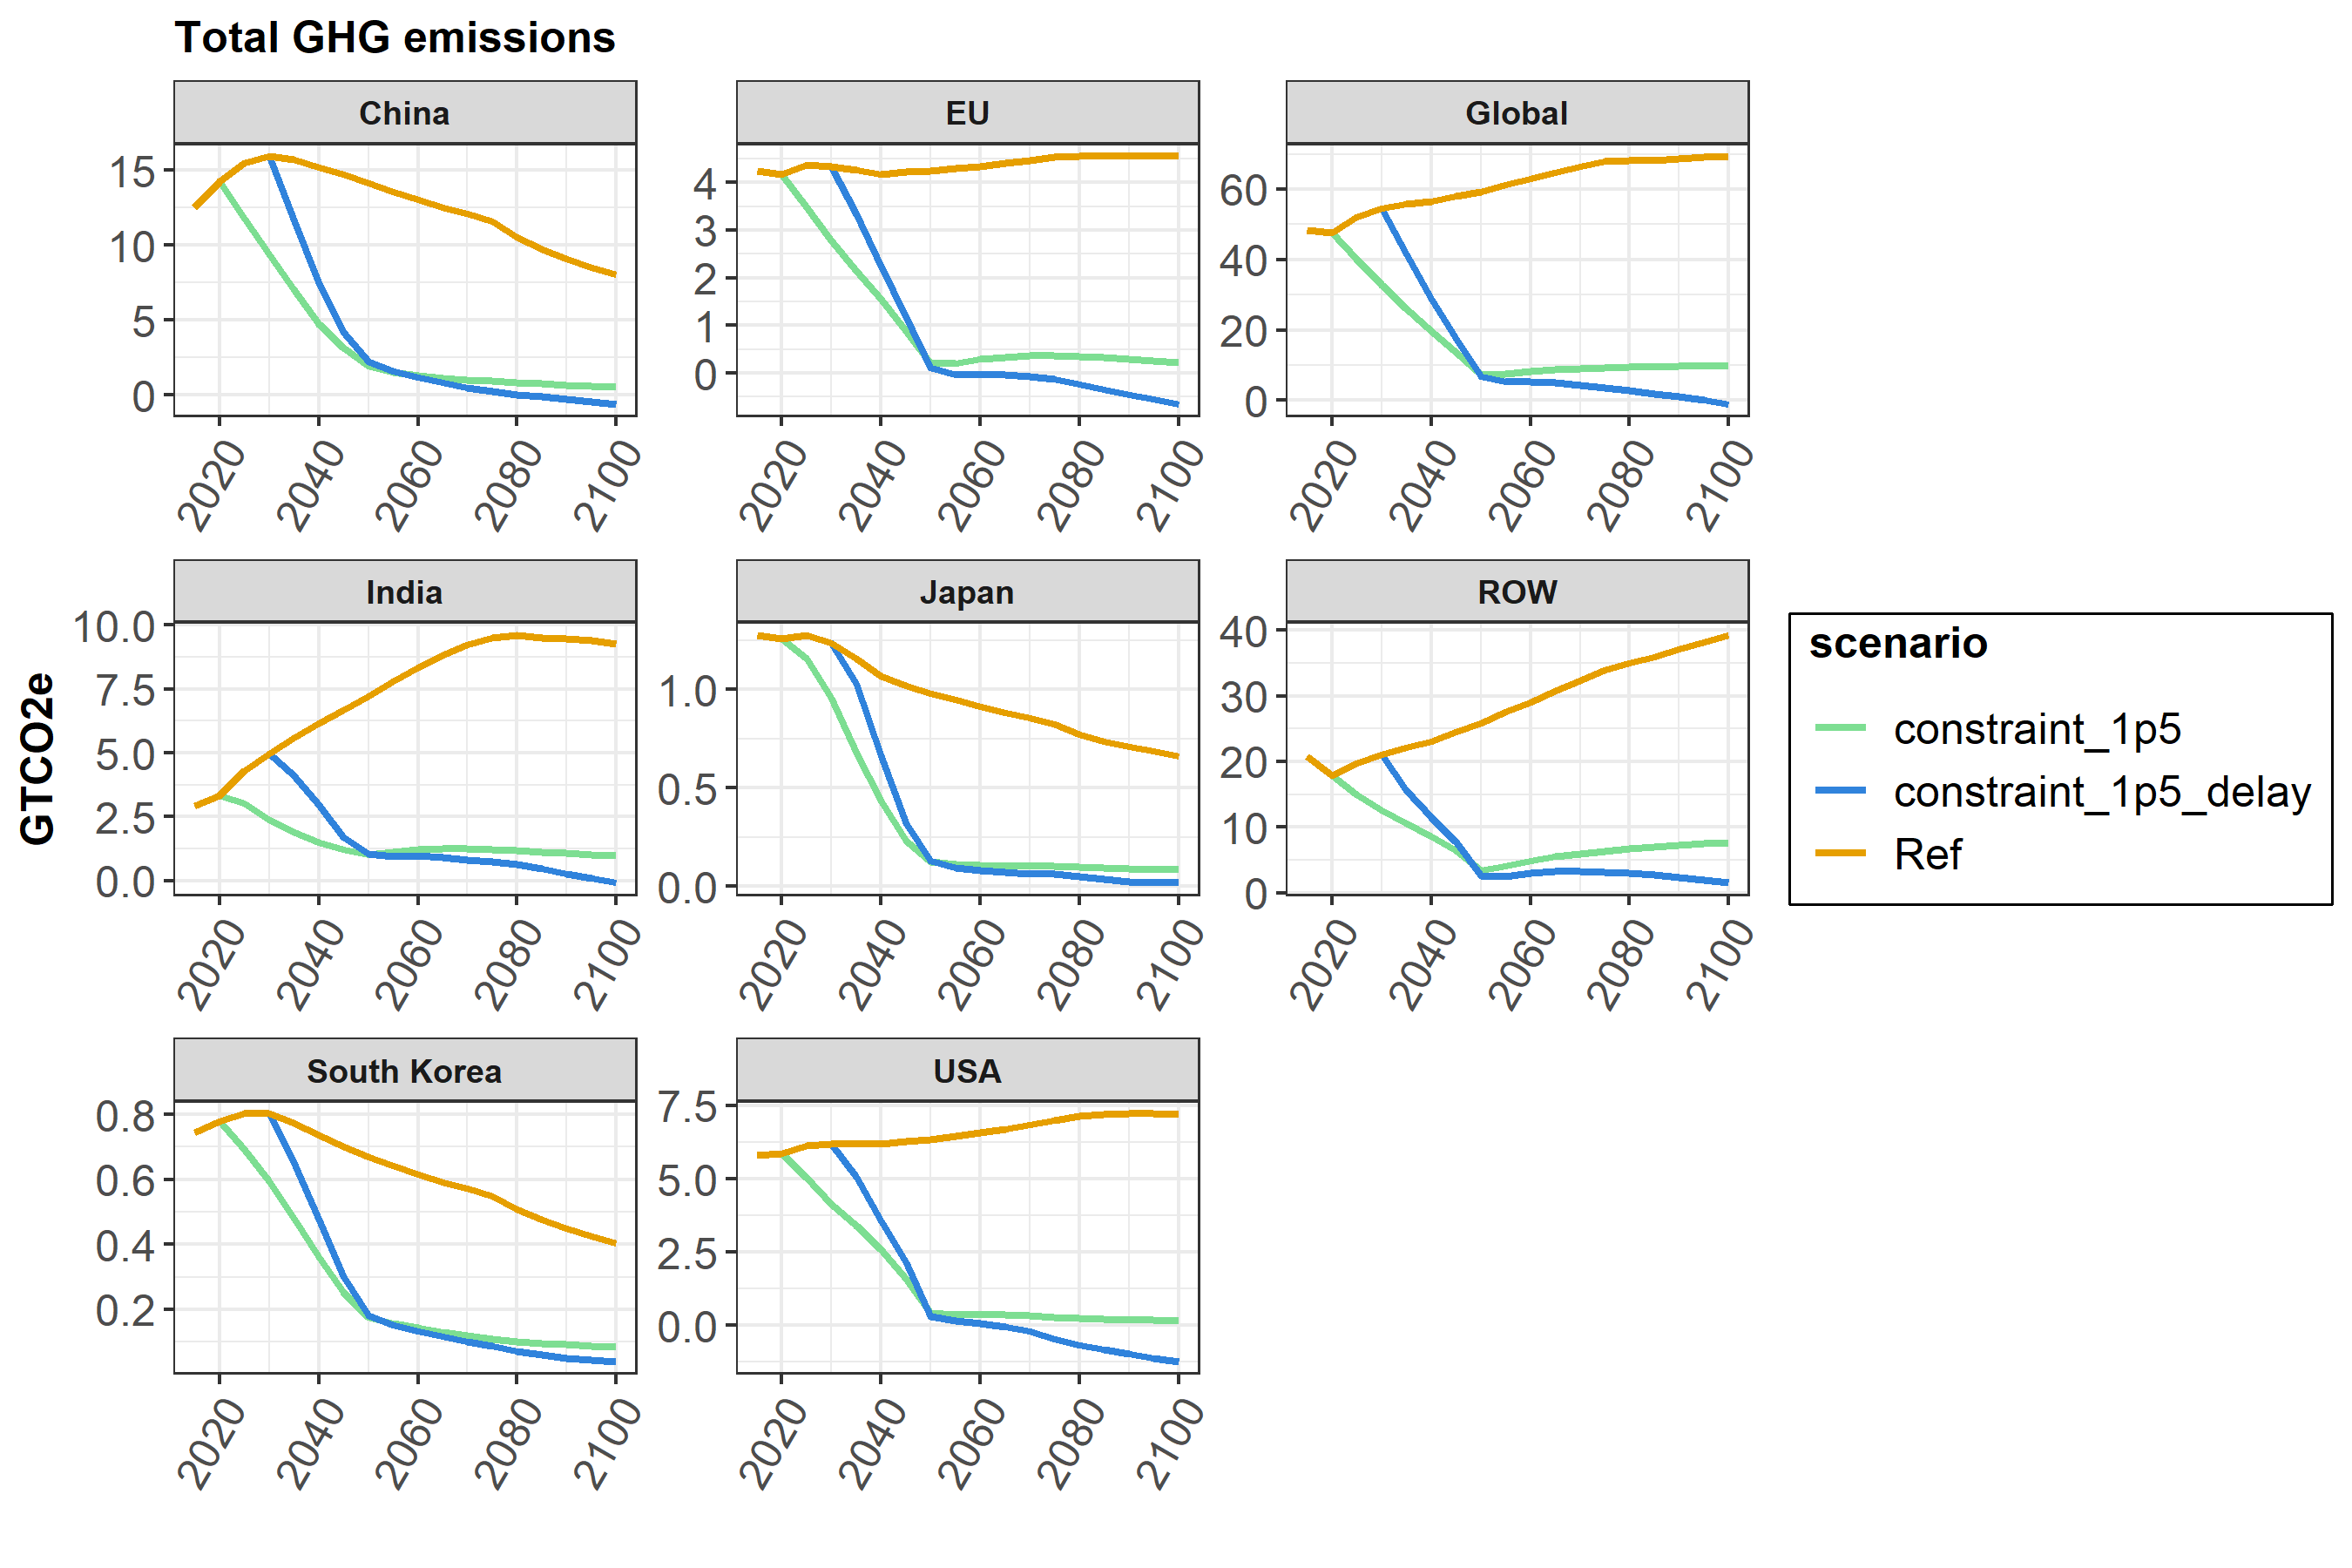 Total GHG emissions
China
EU
Global
15
10
5
0
4
3
2
1
0
60
40
20
0
2020 2040 2060 2080 2100
2020 2040 2060 2080 2100
2020 2040 2060 2080 2100
India
Japan
ROW
10.0
7.5
5.0
2.5
0.0
1.0
0.5
0.0
40
30
20
10
0
2020 2040 2060 2080 2100
2020 2040 2060 2080 2100
2020 2040 2060 2080 2100
South Korea
USA
0.8
0.6
0.4
0.2
7.5
5.0
2.5
0.0
2020 2040 2060 2080 2100
2020 2040 2060 2080 2100
GTCO2e
scenario
constraint_1p5
constraint_1p5_delay
Ref